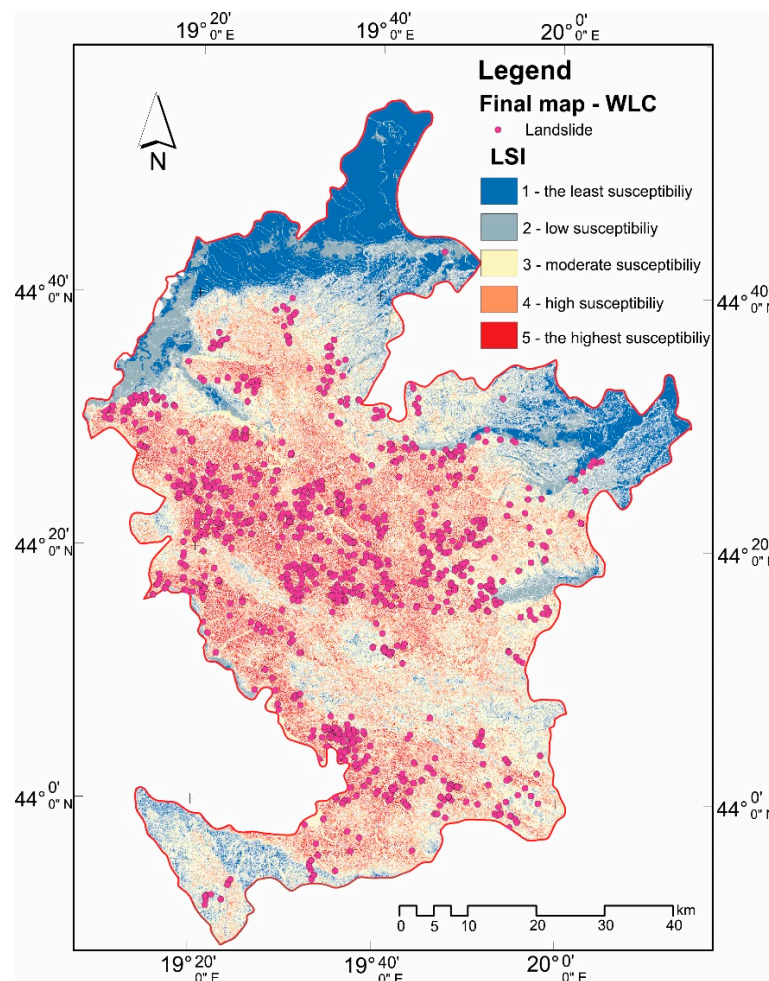 19° 20' 0" E
19° 40' 0" E
20° 0' 0" E
Legend
Final map - WLC
Landslide
LSI
1 - the least susceptibiliy
2 - low susceptibiliy
3 - moderate susceptibiliy
4 - high susceptibiliy
5 - the highest susceptibiliy
N
44° 40' 0" N
44° 40' 0" N
44° 20' 0" N
44° 20' 0" N
44° 0' 0" N
44° 0' 0" N
km
0 5 10 20 30 40
19° 20' 0" E
19° 40' 0" E
20° 0' 0" E